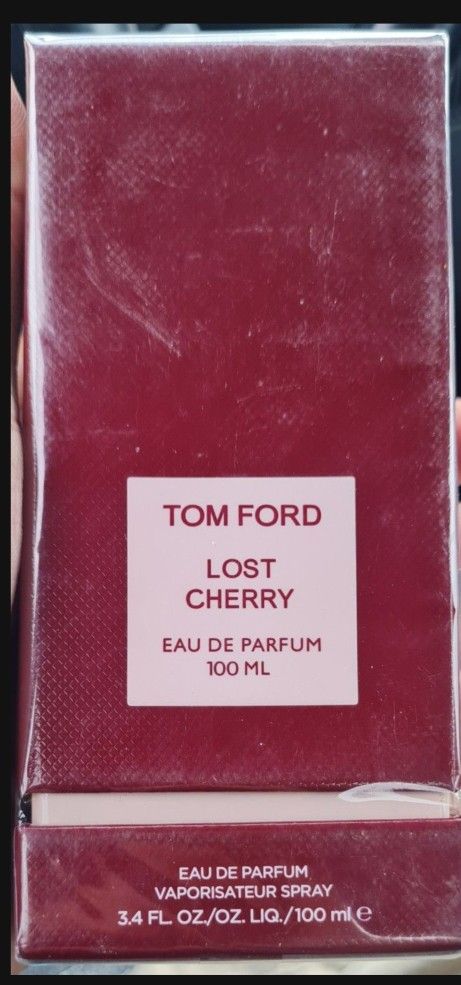 TOM FORD
LOST
CHERRY
EAU DE PARFUM
100 ML
EAU DE PARFUM
VAPORISATEUR SPRAY
3.4 FL. OZ./OZ. LIQ./100 ml ℮